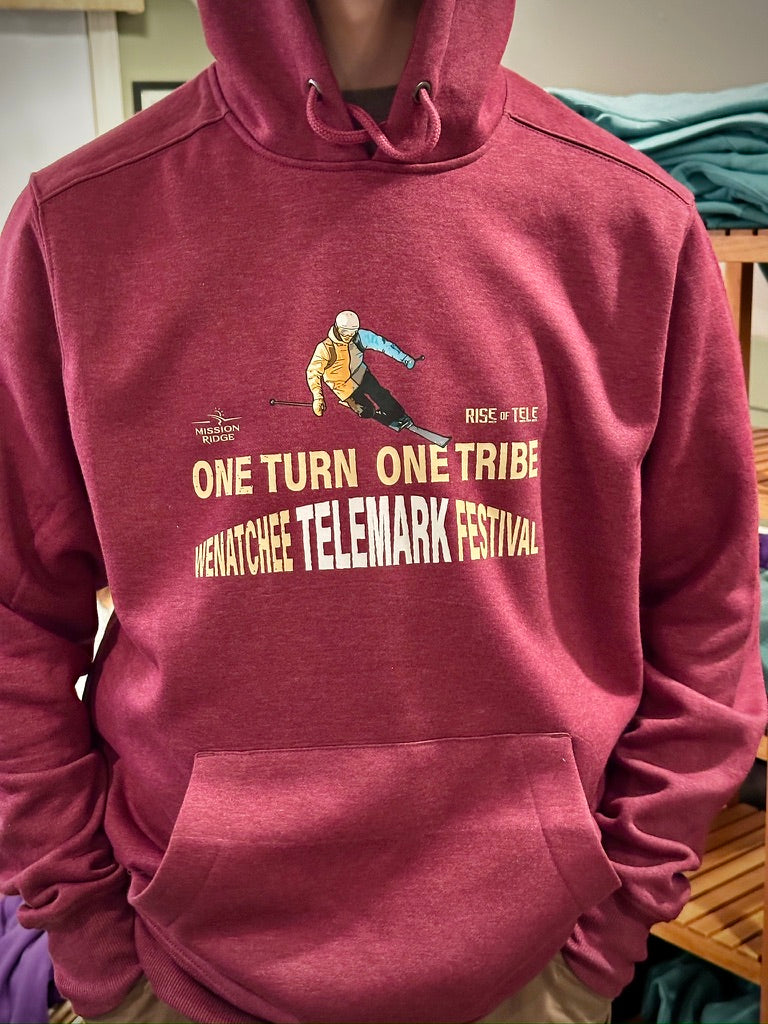 MISSION
RIDGE
RISE OF TELE
ONE TURN ONE TRIBE
WENATCHEE TELEMARK FESTIVAL